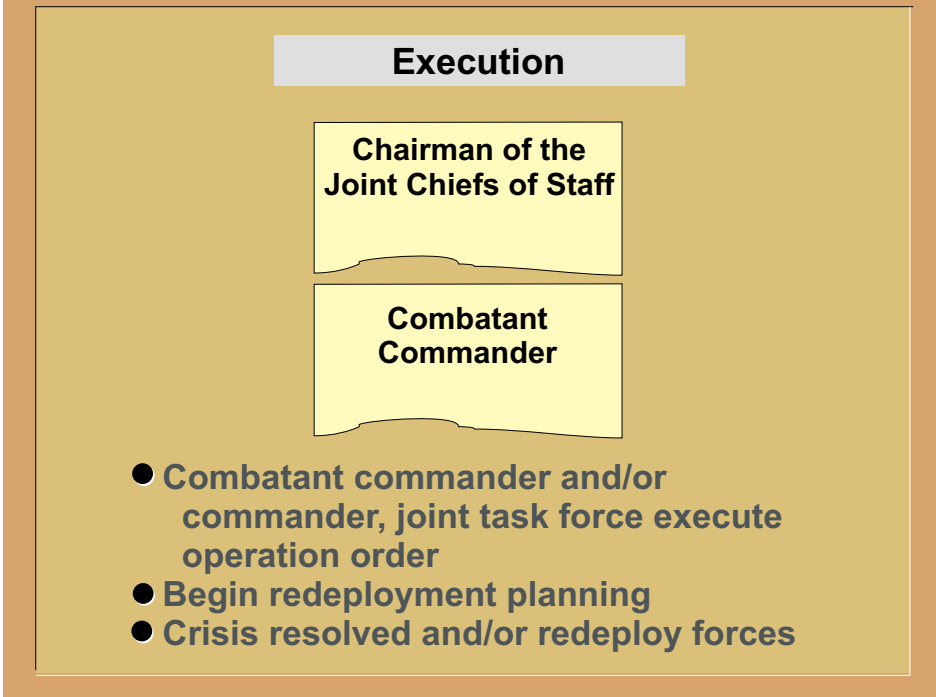 Execution
Chairman of the
Joint Chiefs of Staff
Combatant
Commander
● Combatant commander and/or
commander, joint task force execute
operation order
● Begin redeployment planning
● Crisis resolved and/or redeploy forces